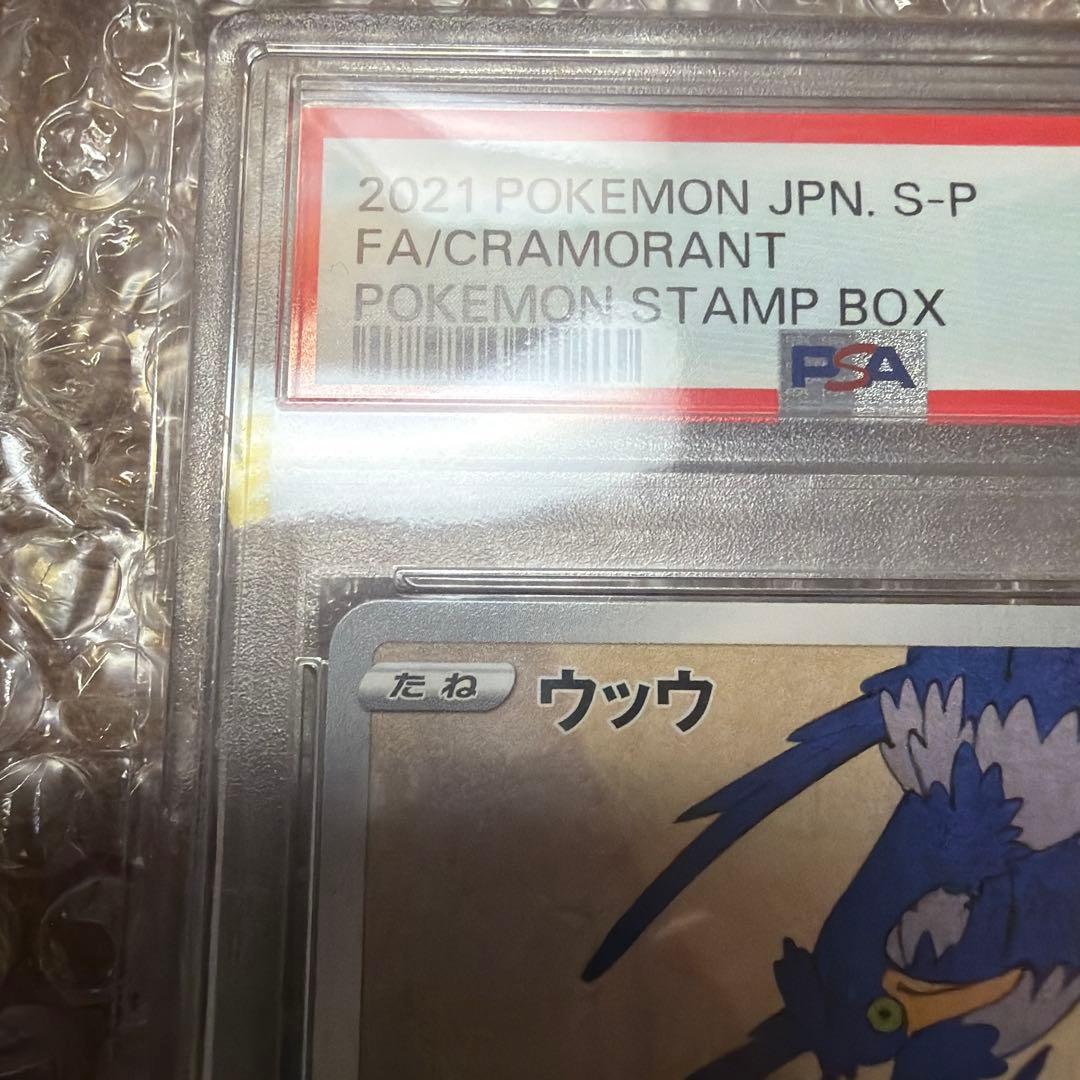 2021 POKEMON JPN. S-P
FA/CRAMORANT
POKEMON STAMP BOX
PSA
たね ウッウ